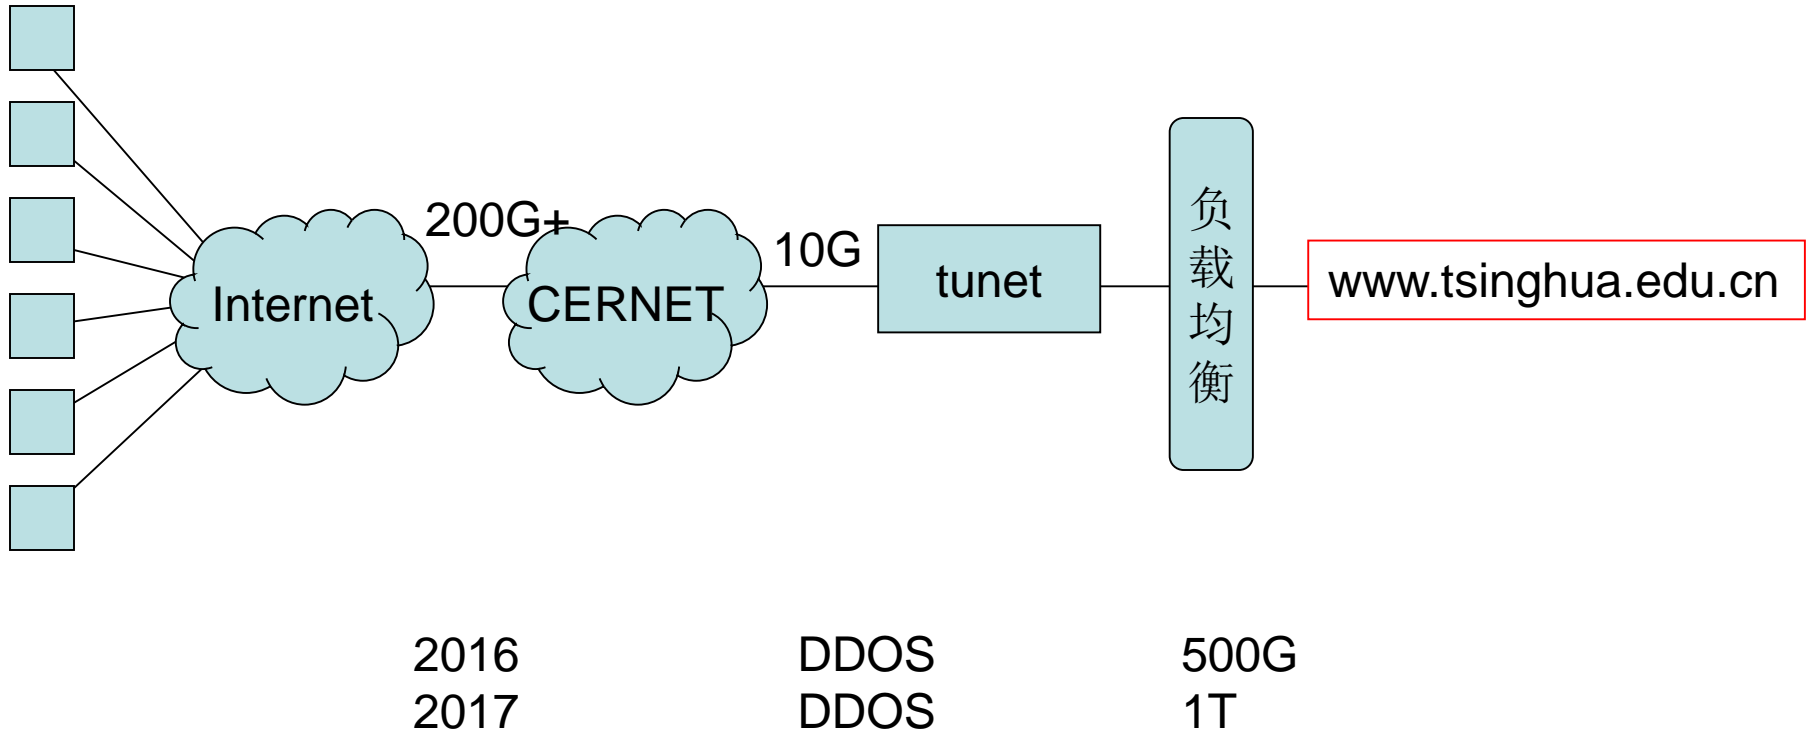 200G+
10G
Internet
CERNET
tunet
负载均衡
www.tsinghua.edu.cn
2016 DDOS 500G
2017 DDOS 1T